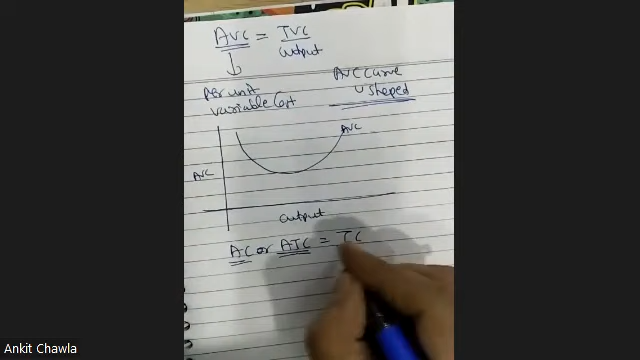 AVC = TVC
output
Per unit
variable Cost
AVC Curve
U Shaped
AVC
AVC
output
AC or ATC = TC
Ankit Chawla